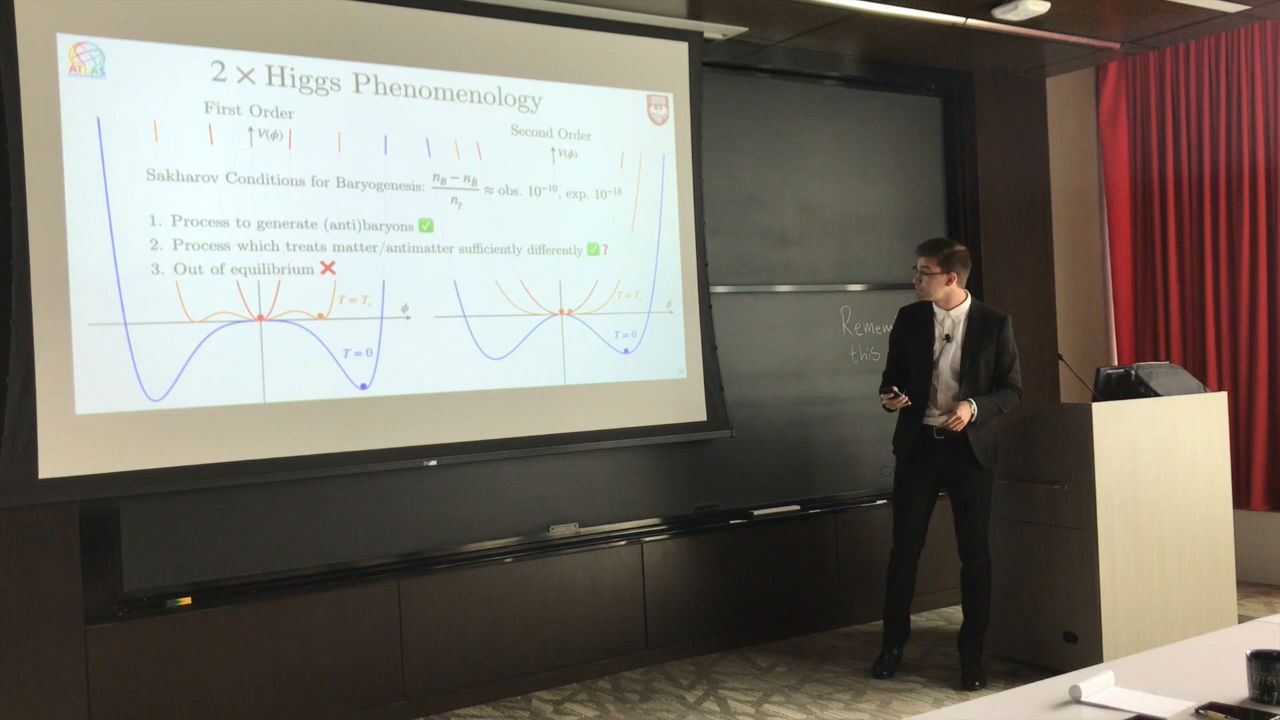 ATLAS
2 × Higgs Phenomenology
First Order
V(ϕ)
Second Order
V(ϕ)
Sakharov Conditions for Baryogenesis: (n_B − n_B̄)/n_γ ≈ obs. 10⁻¹⁰, exp. 10⁻¹⁸
1. Process to generate (anti)baryons ✅
2. Process which treats matter/antimatter sufficiently differently ✅?
3. Out of equilibrium ❌
T = T_c
ϕ
T = 0
T = T_c
ϕ
T = 0
Remem
this